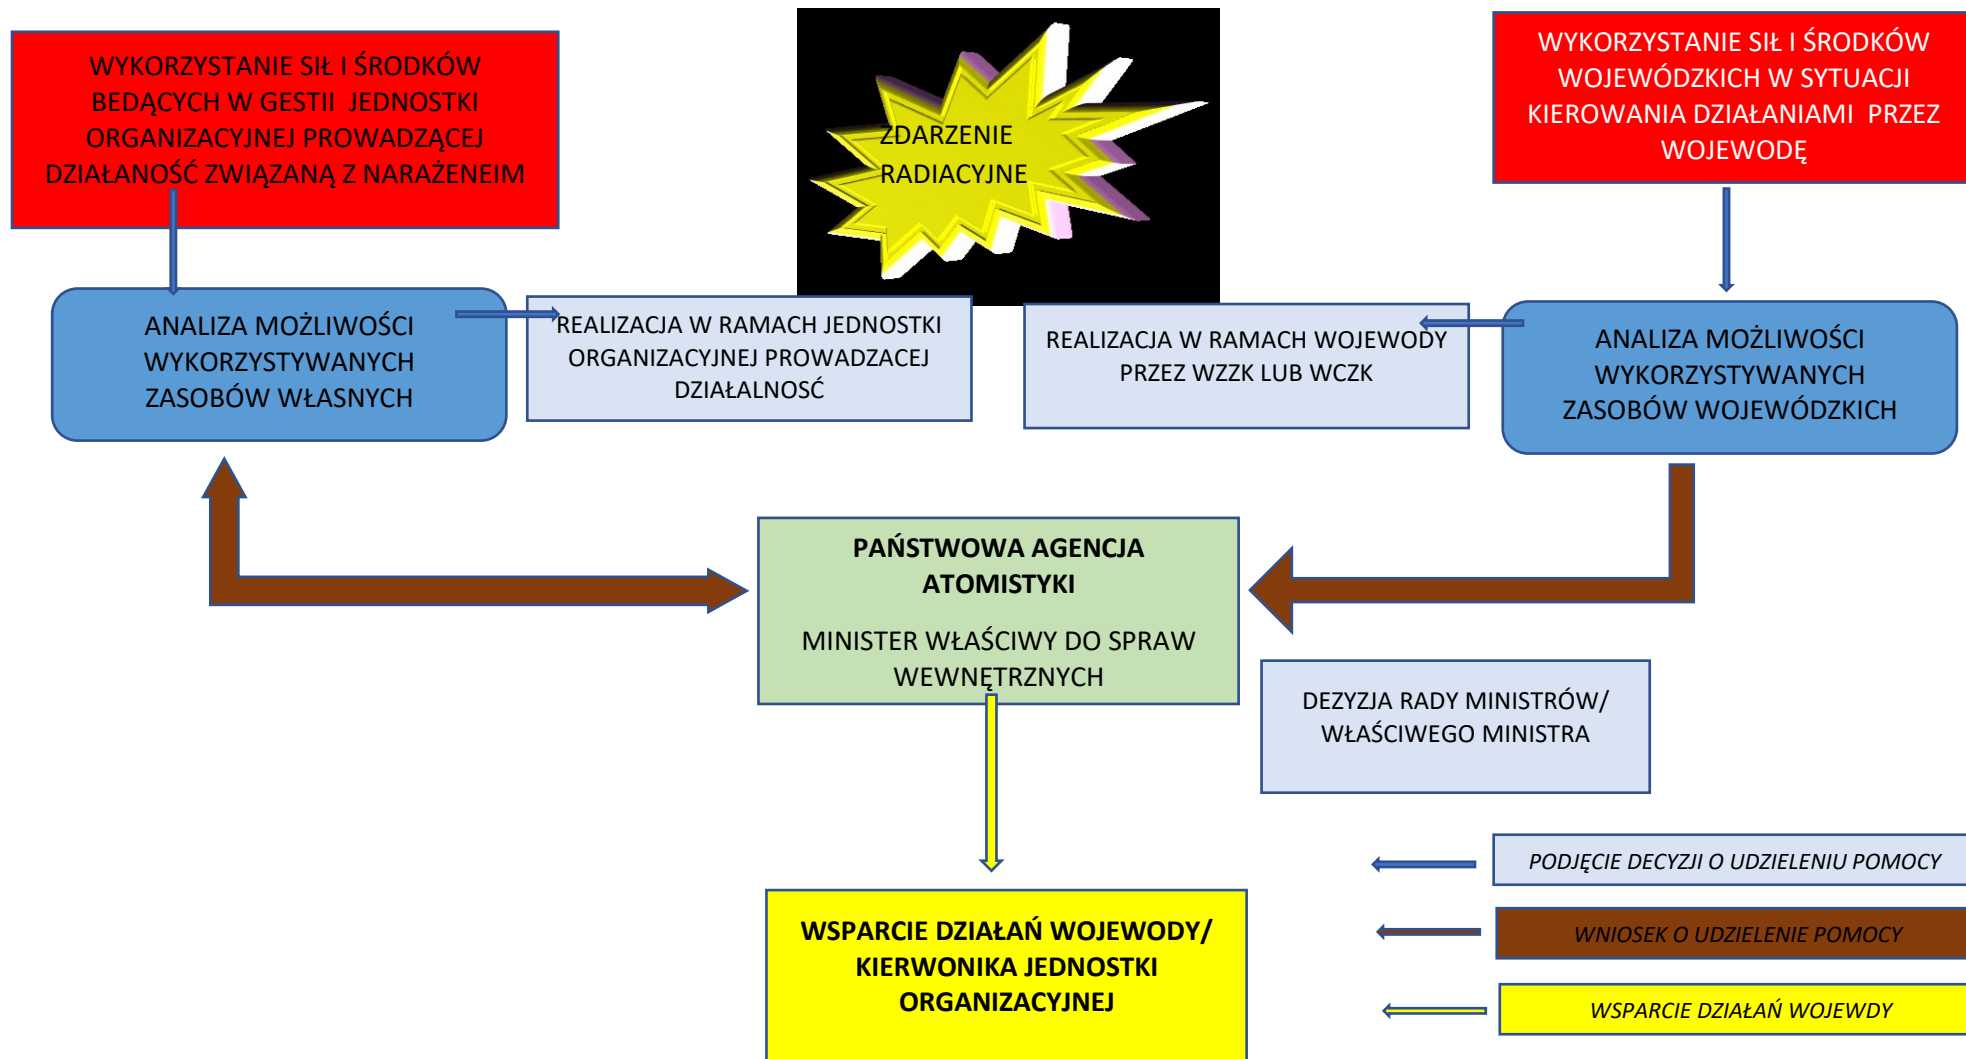 WYKORZYSTANIE SIŁ I ŚRODKÓW
BEDĄCYCH W GESTII JEDNOSTKI
ORGANIZACYJNEJ PROWADZĄCEJ
DZIAŁANOŚĆ ZWIĄZANĄ Z NARAŻENEIM
ZDARZENIE
RADIACYJNE
WYKORZYSTANIE SIŁ I ŚRODKÓW
WOJEWÓDZKICH W SYTUACJI
KIEROWANIA DZIAŁANIAMI PRZEZ
WOJEWODĘ
ANALIZA MOŻLIWOŚCI
WYKORZYSTYWANYCH
ZASOBÓW WŁASNYCH
REALIZACJA W RAMACH JEDNOSTKI
ORGANIZACYJNEJ PROWADZACEJ
DZIAŁALNOSĆ
REALIZACJA W RAMACH WOJEWODY
PRZEZ WZZK LUB WCZK
ANALIZA MOŻLIWOŚCI
WYKORZYSTYWANYCH
ZASOBÓW WOJEWÓDZKICH
PAŃSTWOWA AGENCJA
ATOMISTYKI
MINISTER WŁAŚCIWY DO SPRAW
WEWNĘTRZNYCH
DEZYZJA RADY MINISTRÓW/
WŁAŚCIWEGO MINISTRA
WSPARCIE DZIAŁAŃ WOJEWODY/
KIERWONIKA JEDNOSTKI
ORGANIZACYJNEJ
PODJĘCIE DECYZJI O UDZIELENIU POMOCY
WNIOSEK O UDZIELENIE POMOCY
WSPARCIE DZIAŁAŃ WOJEWDY